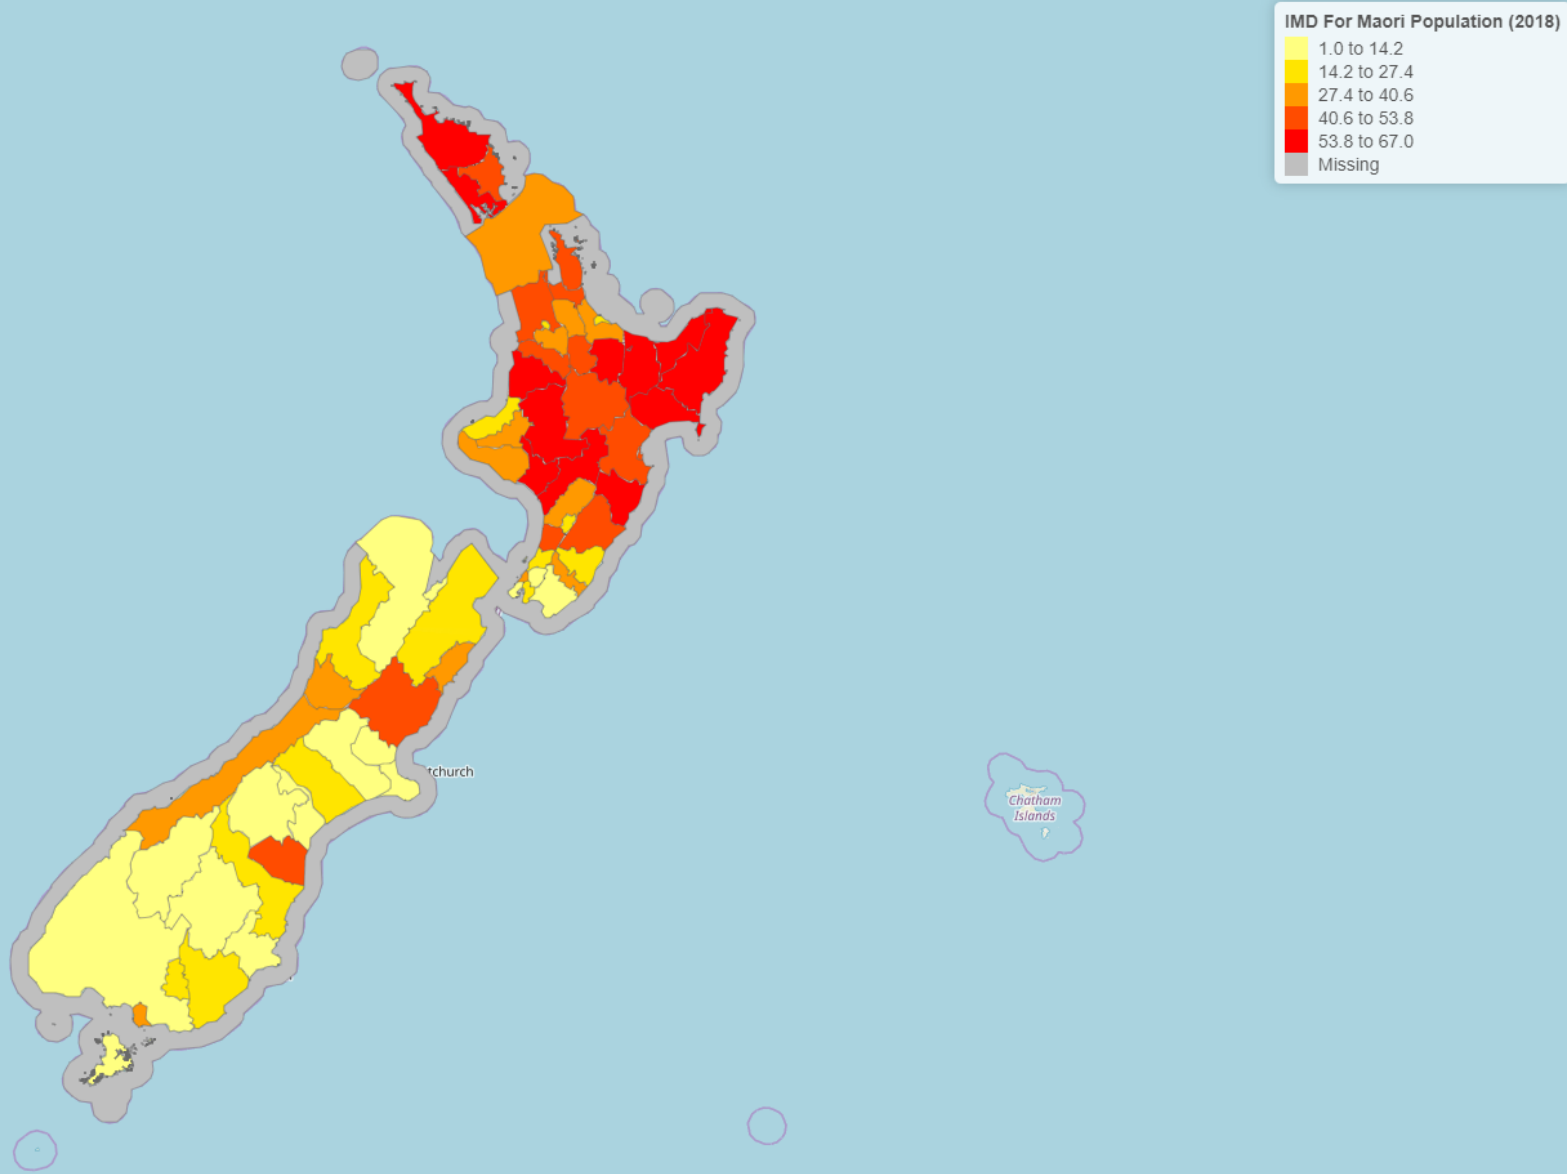 IMD For Maori Population (2018)
1.0 to 14.2
14.2 to 27.4
27.4 to 40.6
40.6 to 53.8
53.8 to 67.0
Missing
tchurch
Chatham
Islands